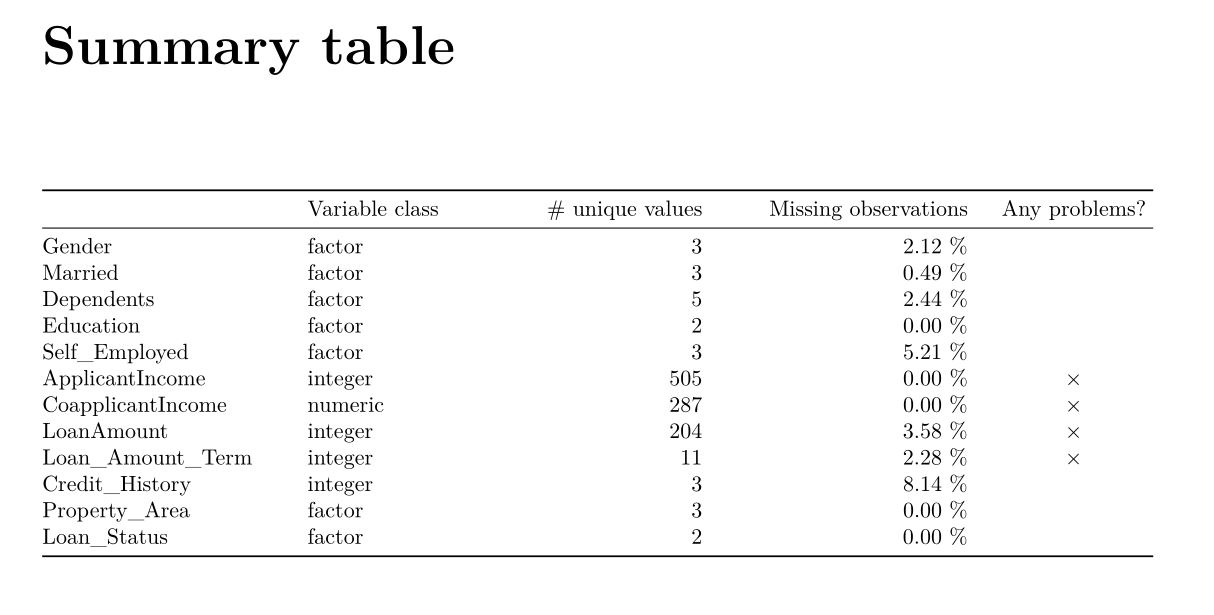 Summary table
Variable class # unique values Missing observations Any problems?
Gender factor 3 2.12 %
Married factor 3 0.49 %
Dependents factor 5 2.44 %
Education factor 2 0.00 %
Self_Employed factor 3 5.21 %
ApplicantIncome integer 505 0.00 % ×
CoapplicantIncome numeric 287 0.00 % ×
LoanAmount integer 204 3.58 % ×
Loan_Amount_Term integer 11 2.28 % ×
Credit_History integer 3 8.14 %
Property_Area factor 3 0.00 %
Loan_Status factor 2 0.00 %